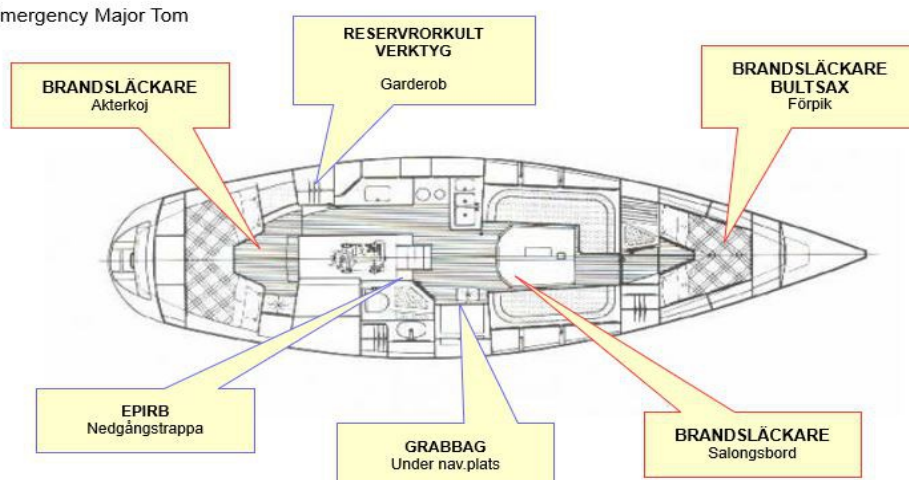 mergency Major Tom
RESERVRORKULT
VERKTYG
Garderob
BRANDSLÄCKARE
Akterkoj
BRANDSLÄCKARE
BULTSAX
Förpik
EPIRB
Nedgångstrappa
GRABBAG
Under nav.plats
BRANDSLÄCKARE
Salongsbord